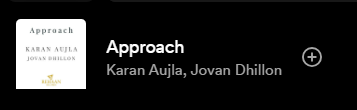 Approach
KARAN AUJLA
JOVAN DHILLON
Approach
Karan Aujla, Jovan Dhillon